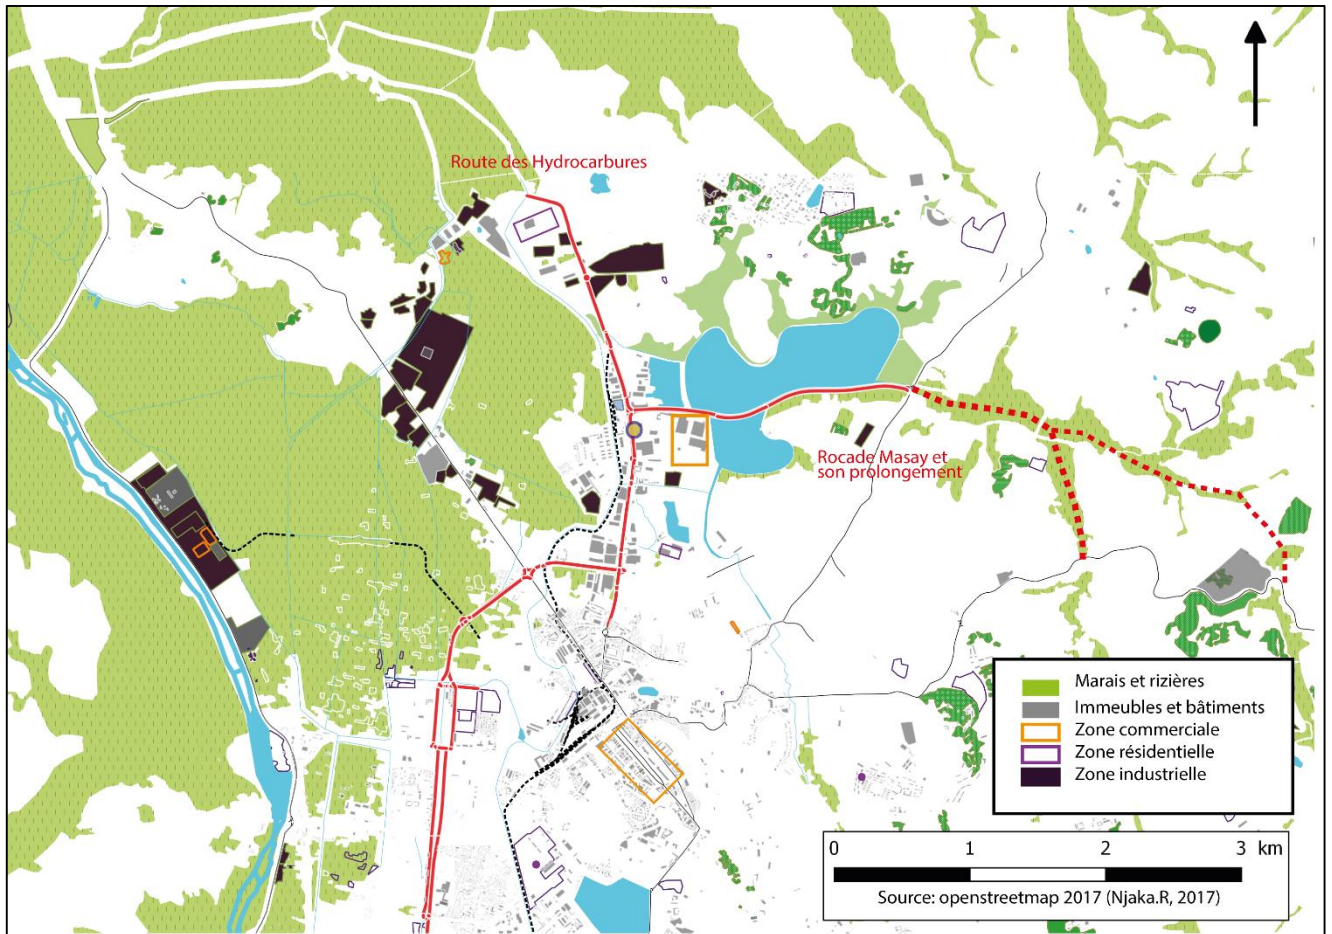 Route des Hydrocarbures
Rocade Masay et
son prolongement
Marais et rizières
Immeubles et bâtiments
Zone commerciale
Zone résidentielle
Zone industrielle
0 1 2 3 km
Source: openstreetmap 2017 (Njaka.R, 2017)